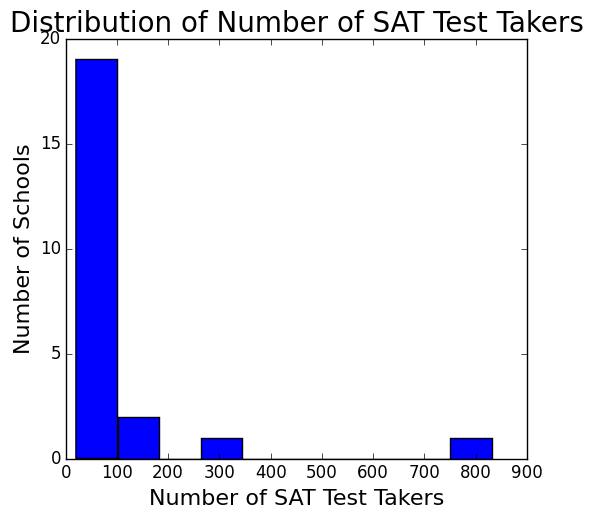 Distribution of Number of SAT Test Takers
20
15
10
5
0
Number of Schools
0 100 200 300 400 500 600 700 800 900
Number of SAT Test Takers